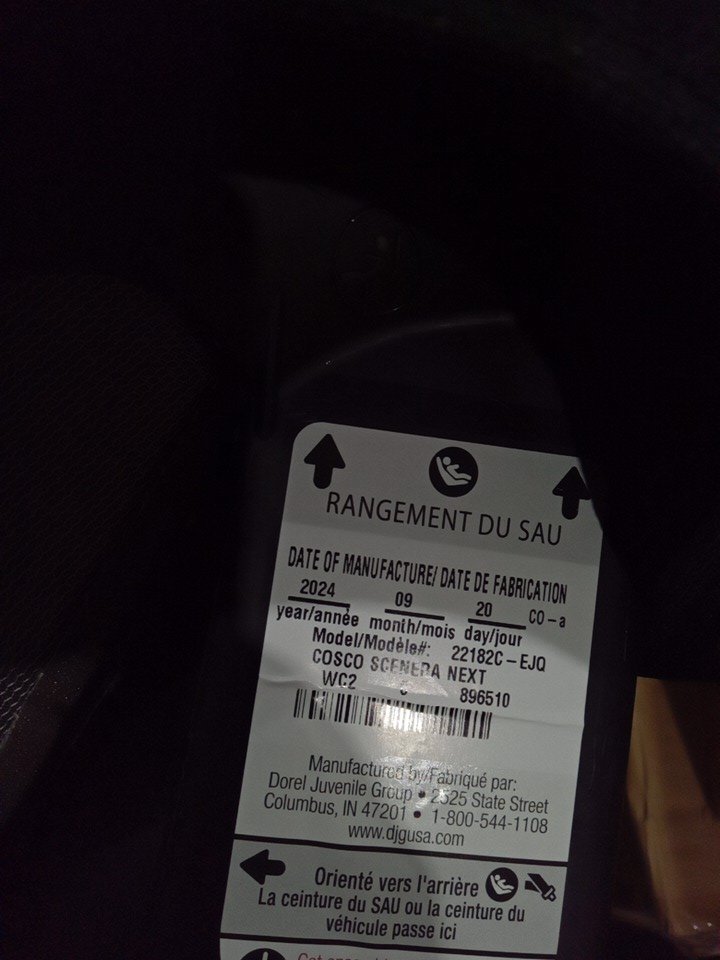 RANGEMENT DU SAU
DATE OF MANUFACTURE/ DATE DE FABRICATION
2024 09 20 CO-a
year/année month/mois day/jour
Model/Modèle#: 22182C-EJQ
COSCO SCENERA NEXT
WC2 896510
Manufactured by/Fabriqué par:
Dorel Juvenile Group • 2525 State Street
Columbus, IN 47201 • 1-800-544-1108
www.djgusa.com
Orienté vers l'arrière
La ceinture du SAU ou la ceinture du
véhicule passe ici